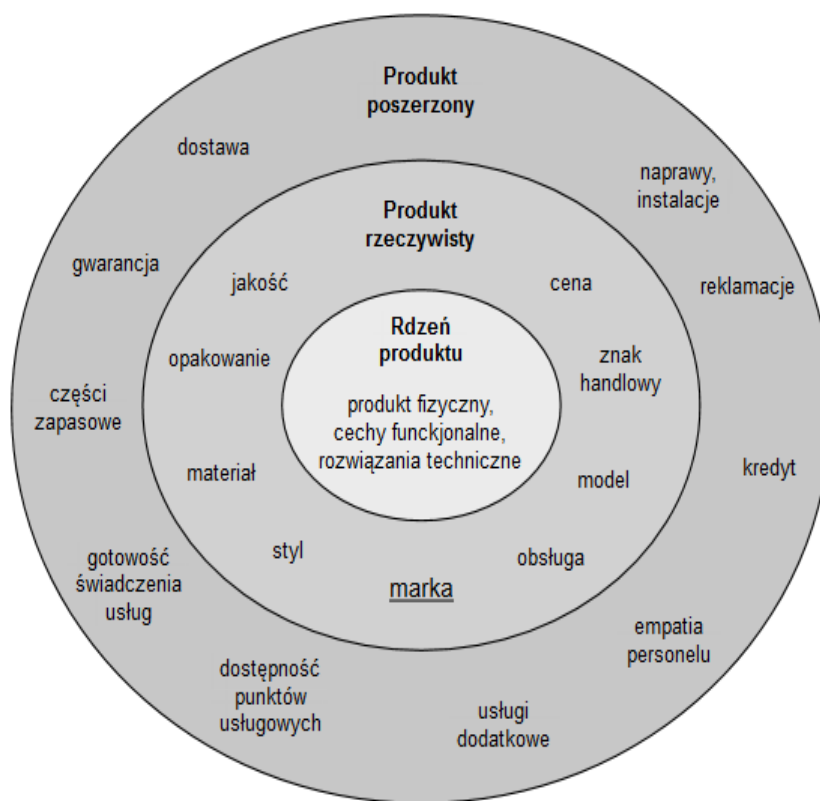 Produkt
poszerzony
dostawa
naprawy,
instalacje
gwarancja
reklamacje
części
zapasowe
kredyt
gotowość
świadczenia
usług
empatia
personelu
dostępność
punktów
usługowych
usługi
dodatkowe
Produkt
rzeczywisty
jakość
cena
opakowanie
znak
handlowy
materiał
model
styl
obsługa
marka
Rdzeń
produktu
produkt fizyczny,
cechy funckjonalne,
rozwiązania techniczne